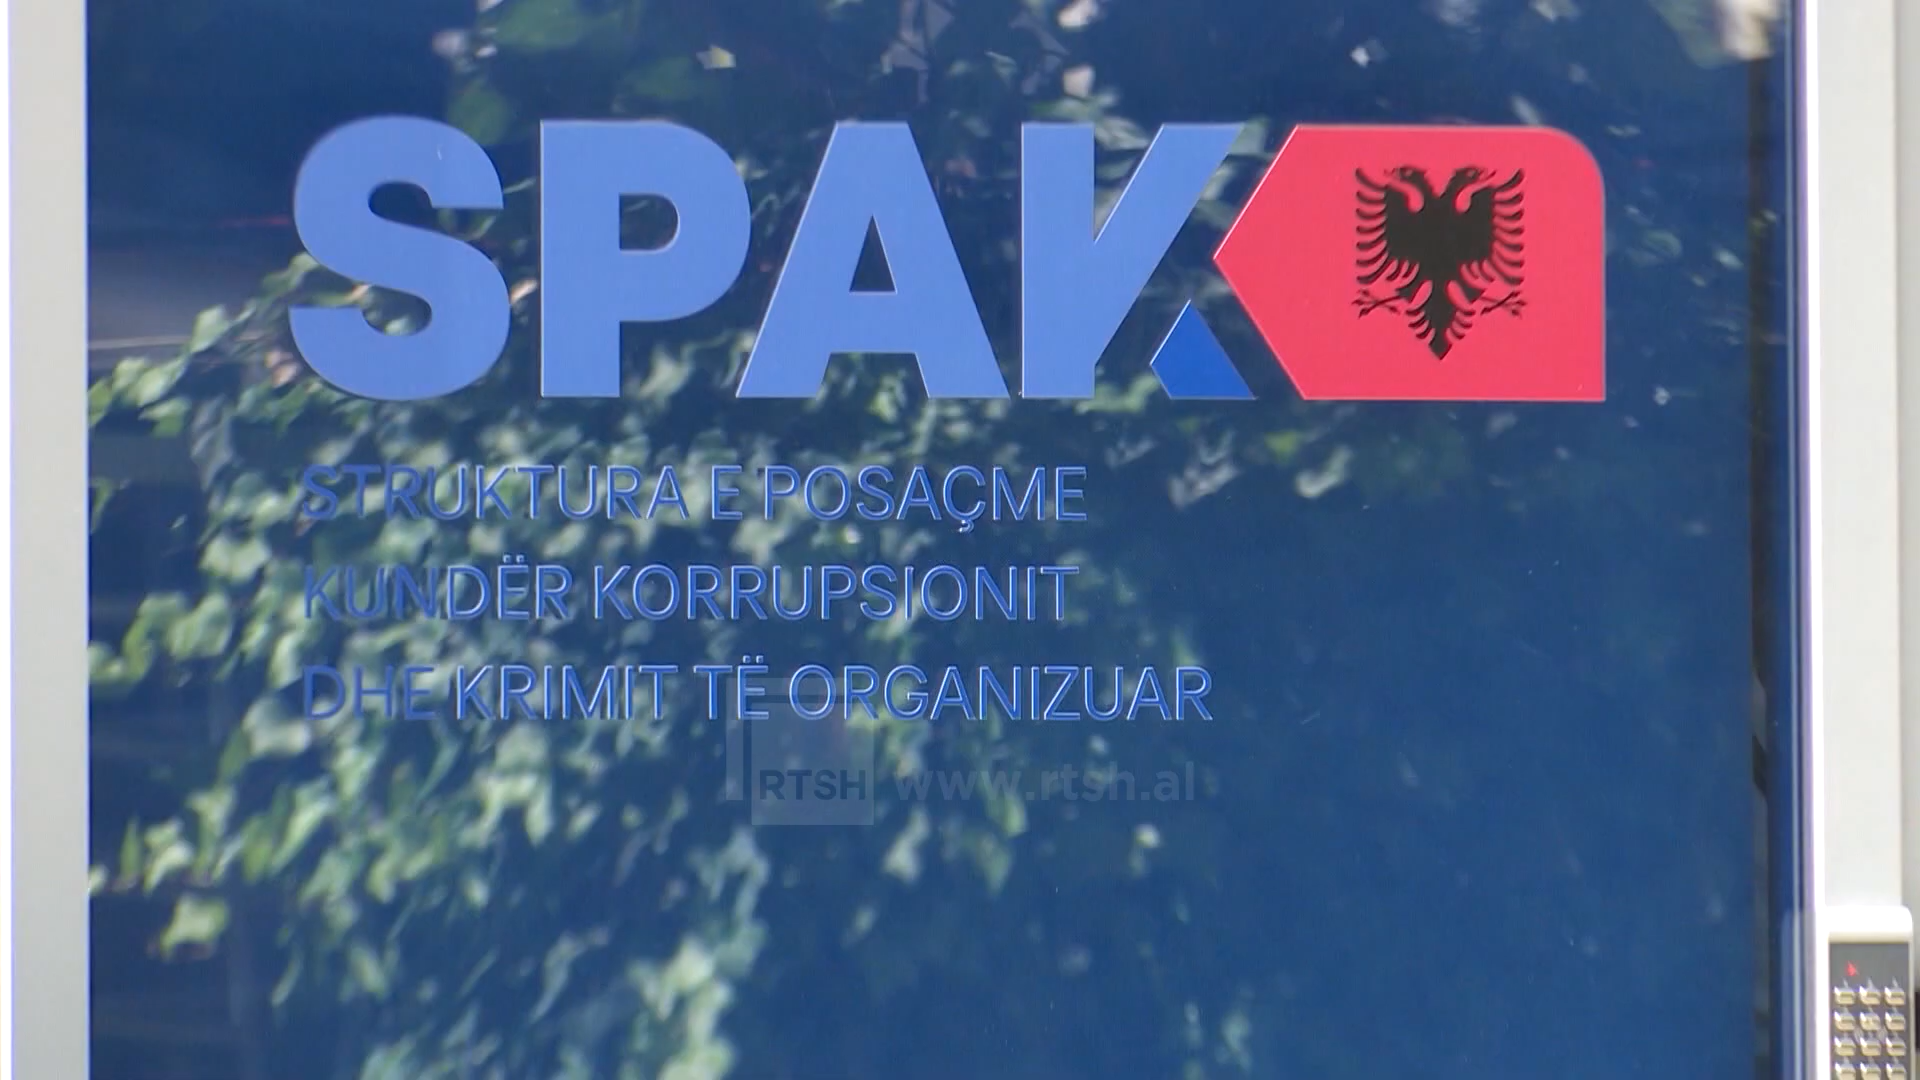 SPAK
STRUKTURA E POSAÇME
KUNDËR KORRUPSIONIT
DHE KRIMIT TË ORGANIZUAR
RTSH www.rtsh.al